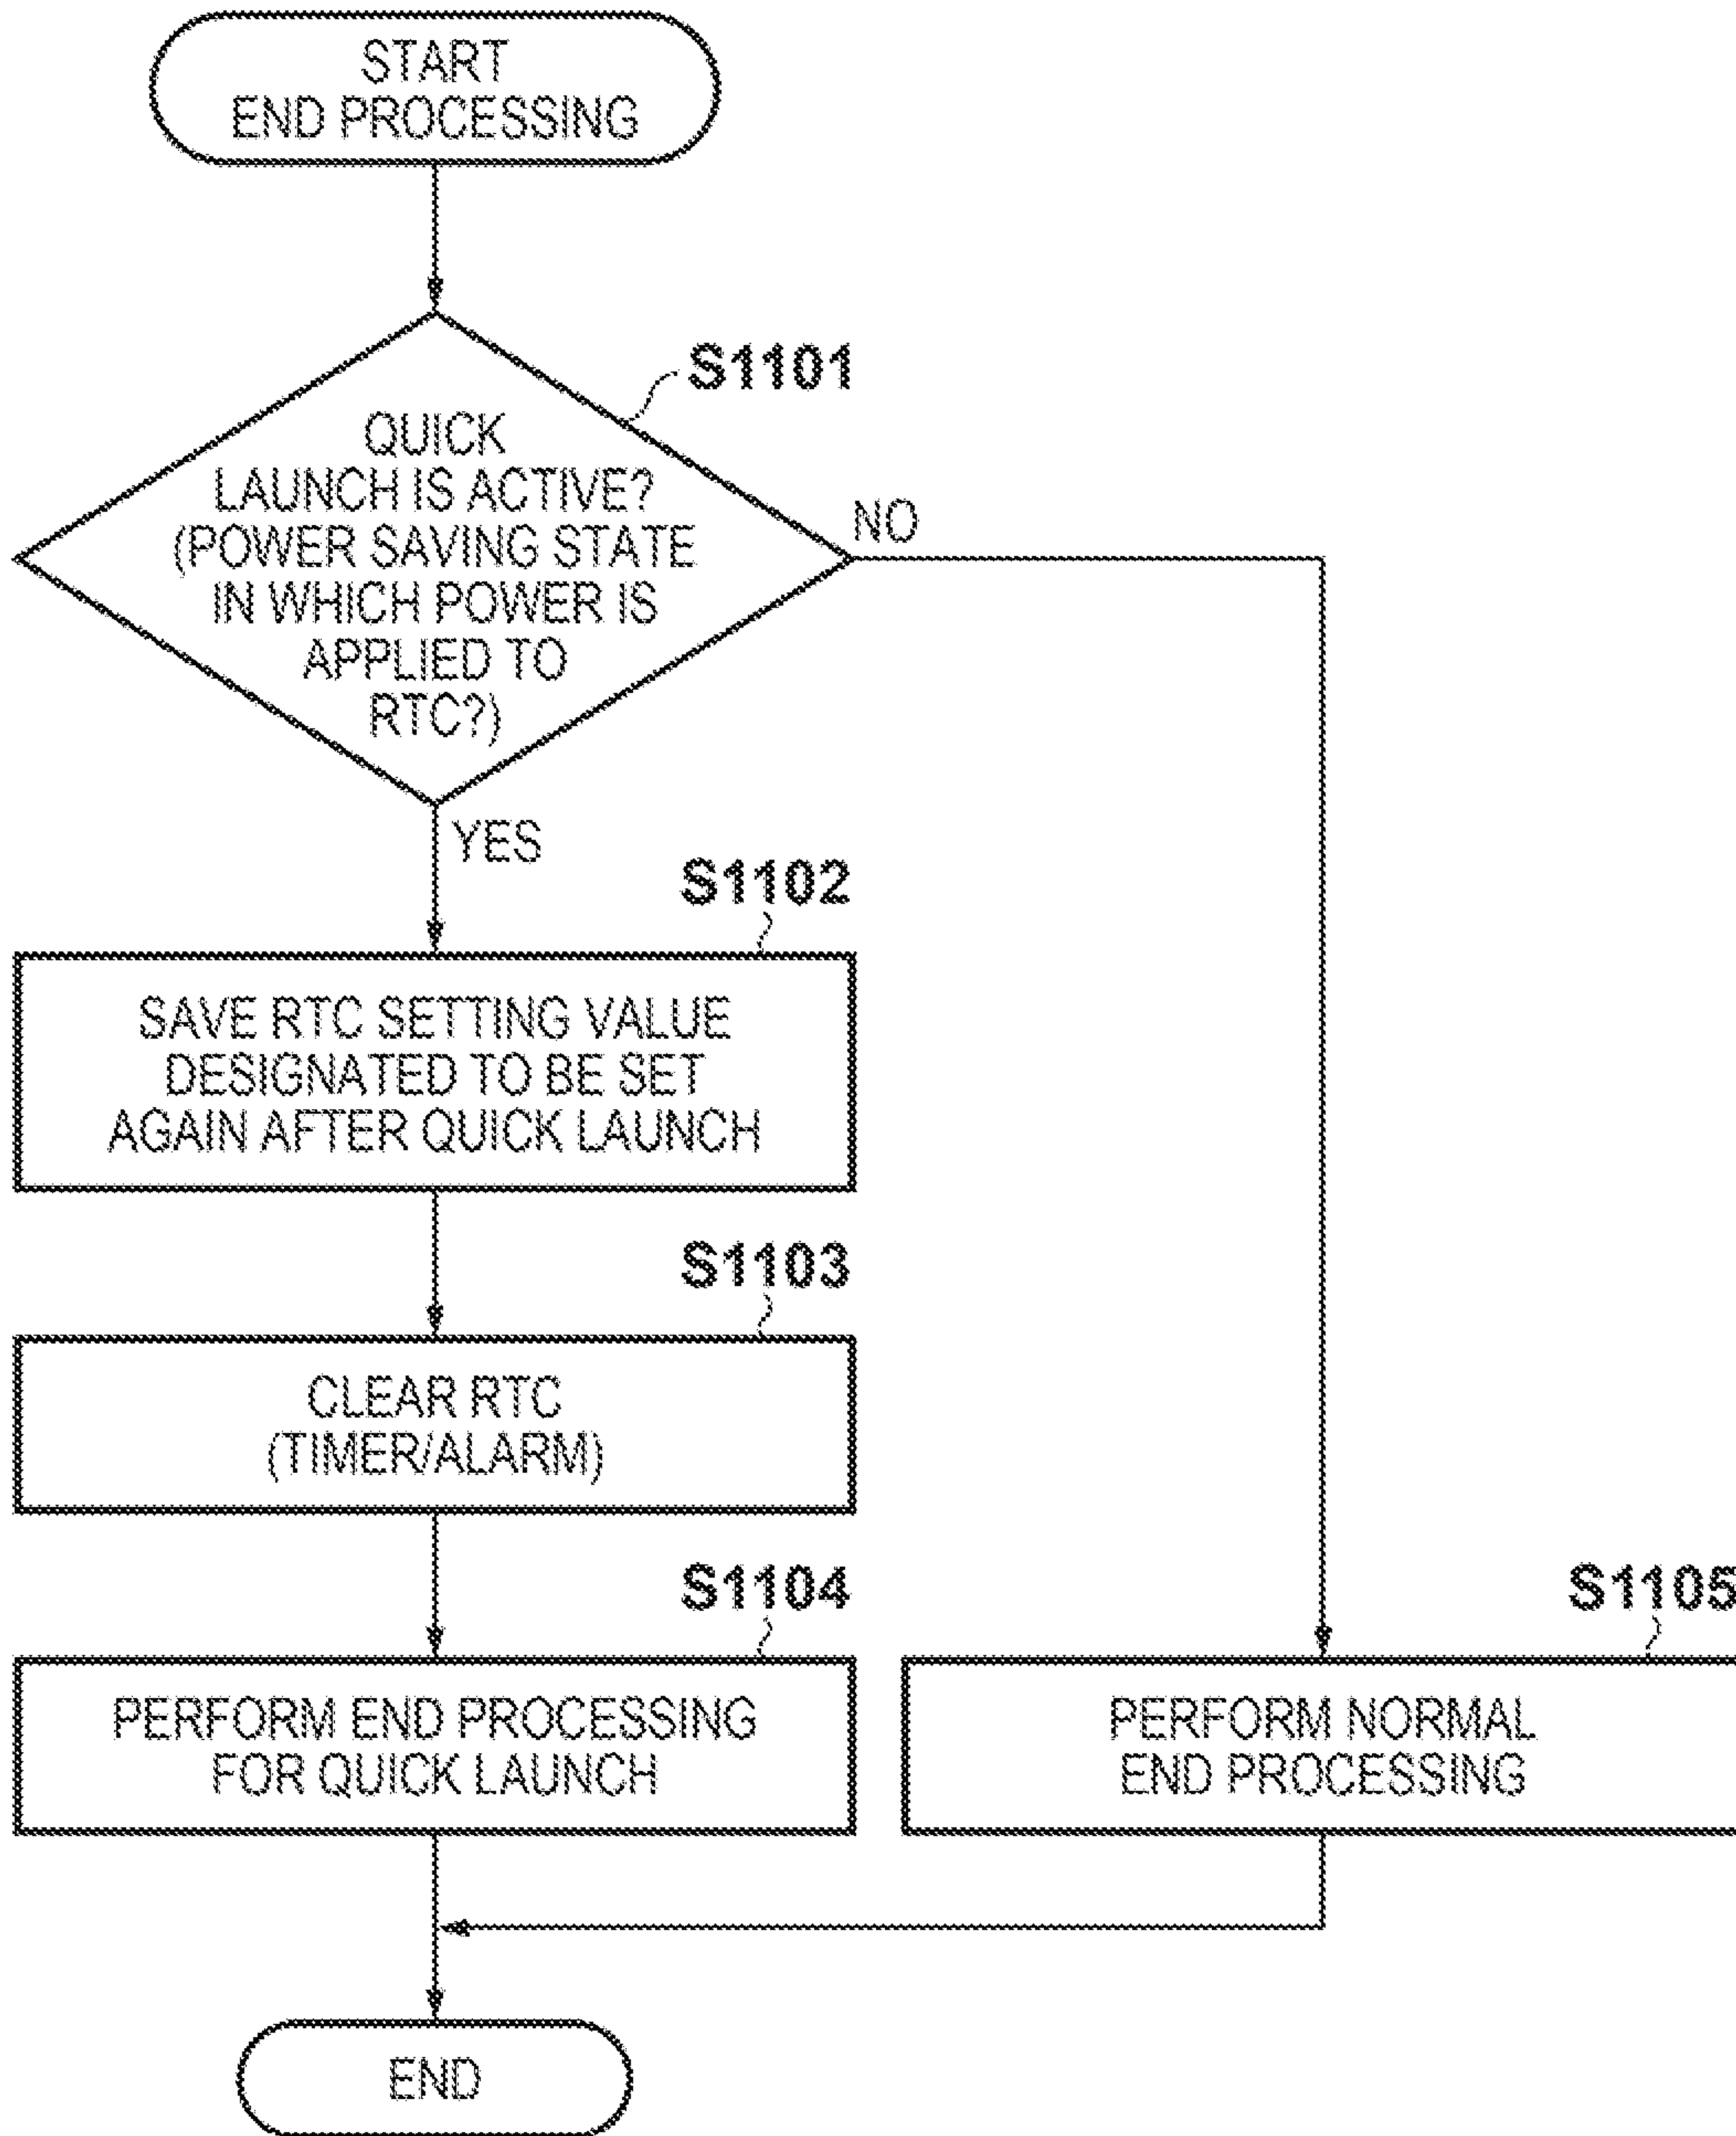 START
END PROCESSING
S1101
QUICK
LAUNCH IS ACTIVE?
(POWER SAVING STATE
IN WHICH POWER IS
APPLIED TO
RTC?)
NO
YES
S1102
SAVE RTC SETTING VALUE
DESIGNATED TO BE SET
AGAIN AFTER QUICK LAUNCH
S1103
CLEAR RTC
(TIMER/ALARM)
S1104
PERFORM END PROCESSING
FOR QUICK LAUNCH
S1105
PERFORM NORMAL
END PROCESSING
END